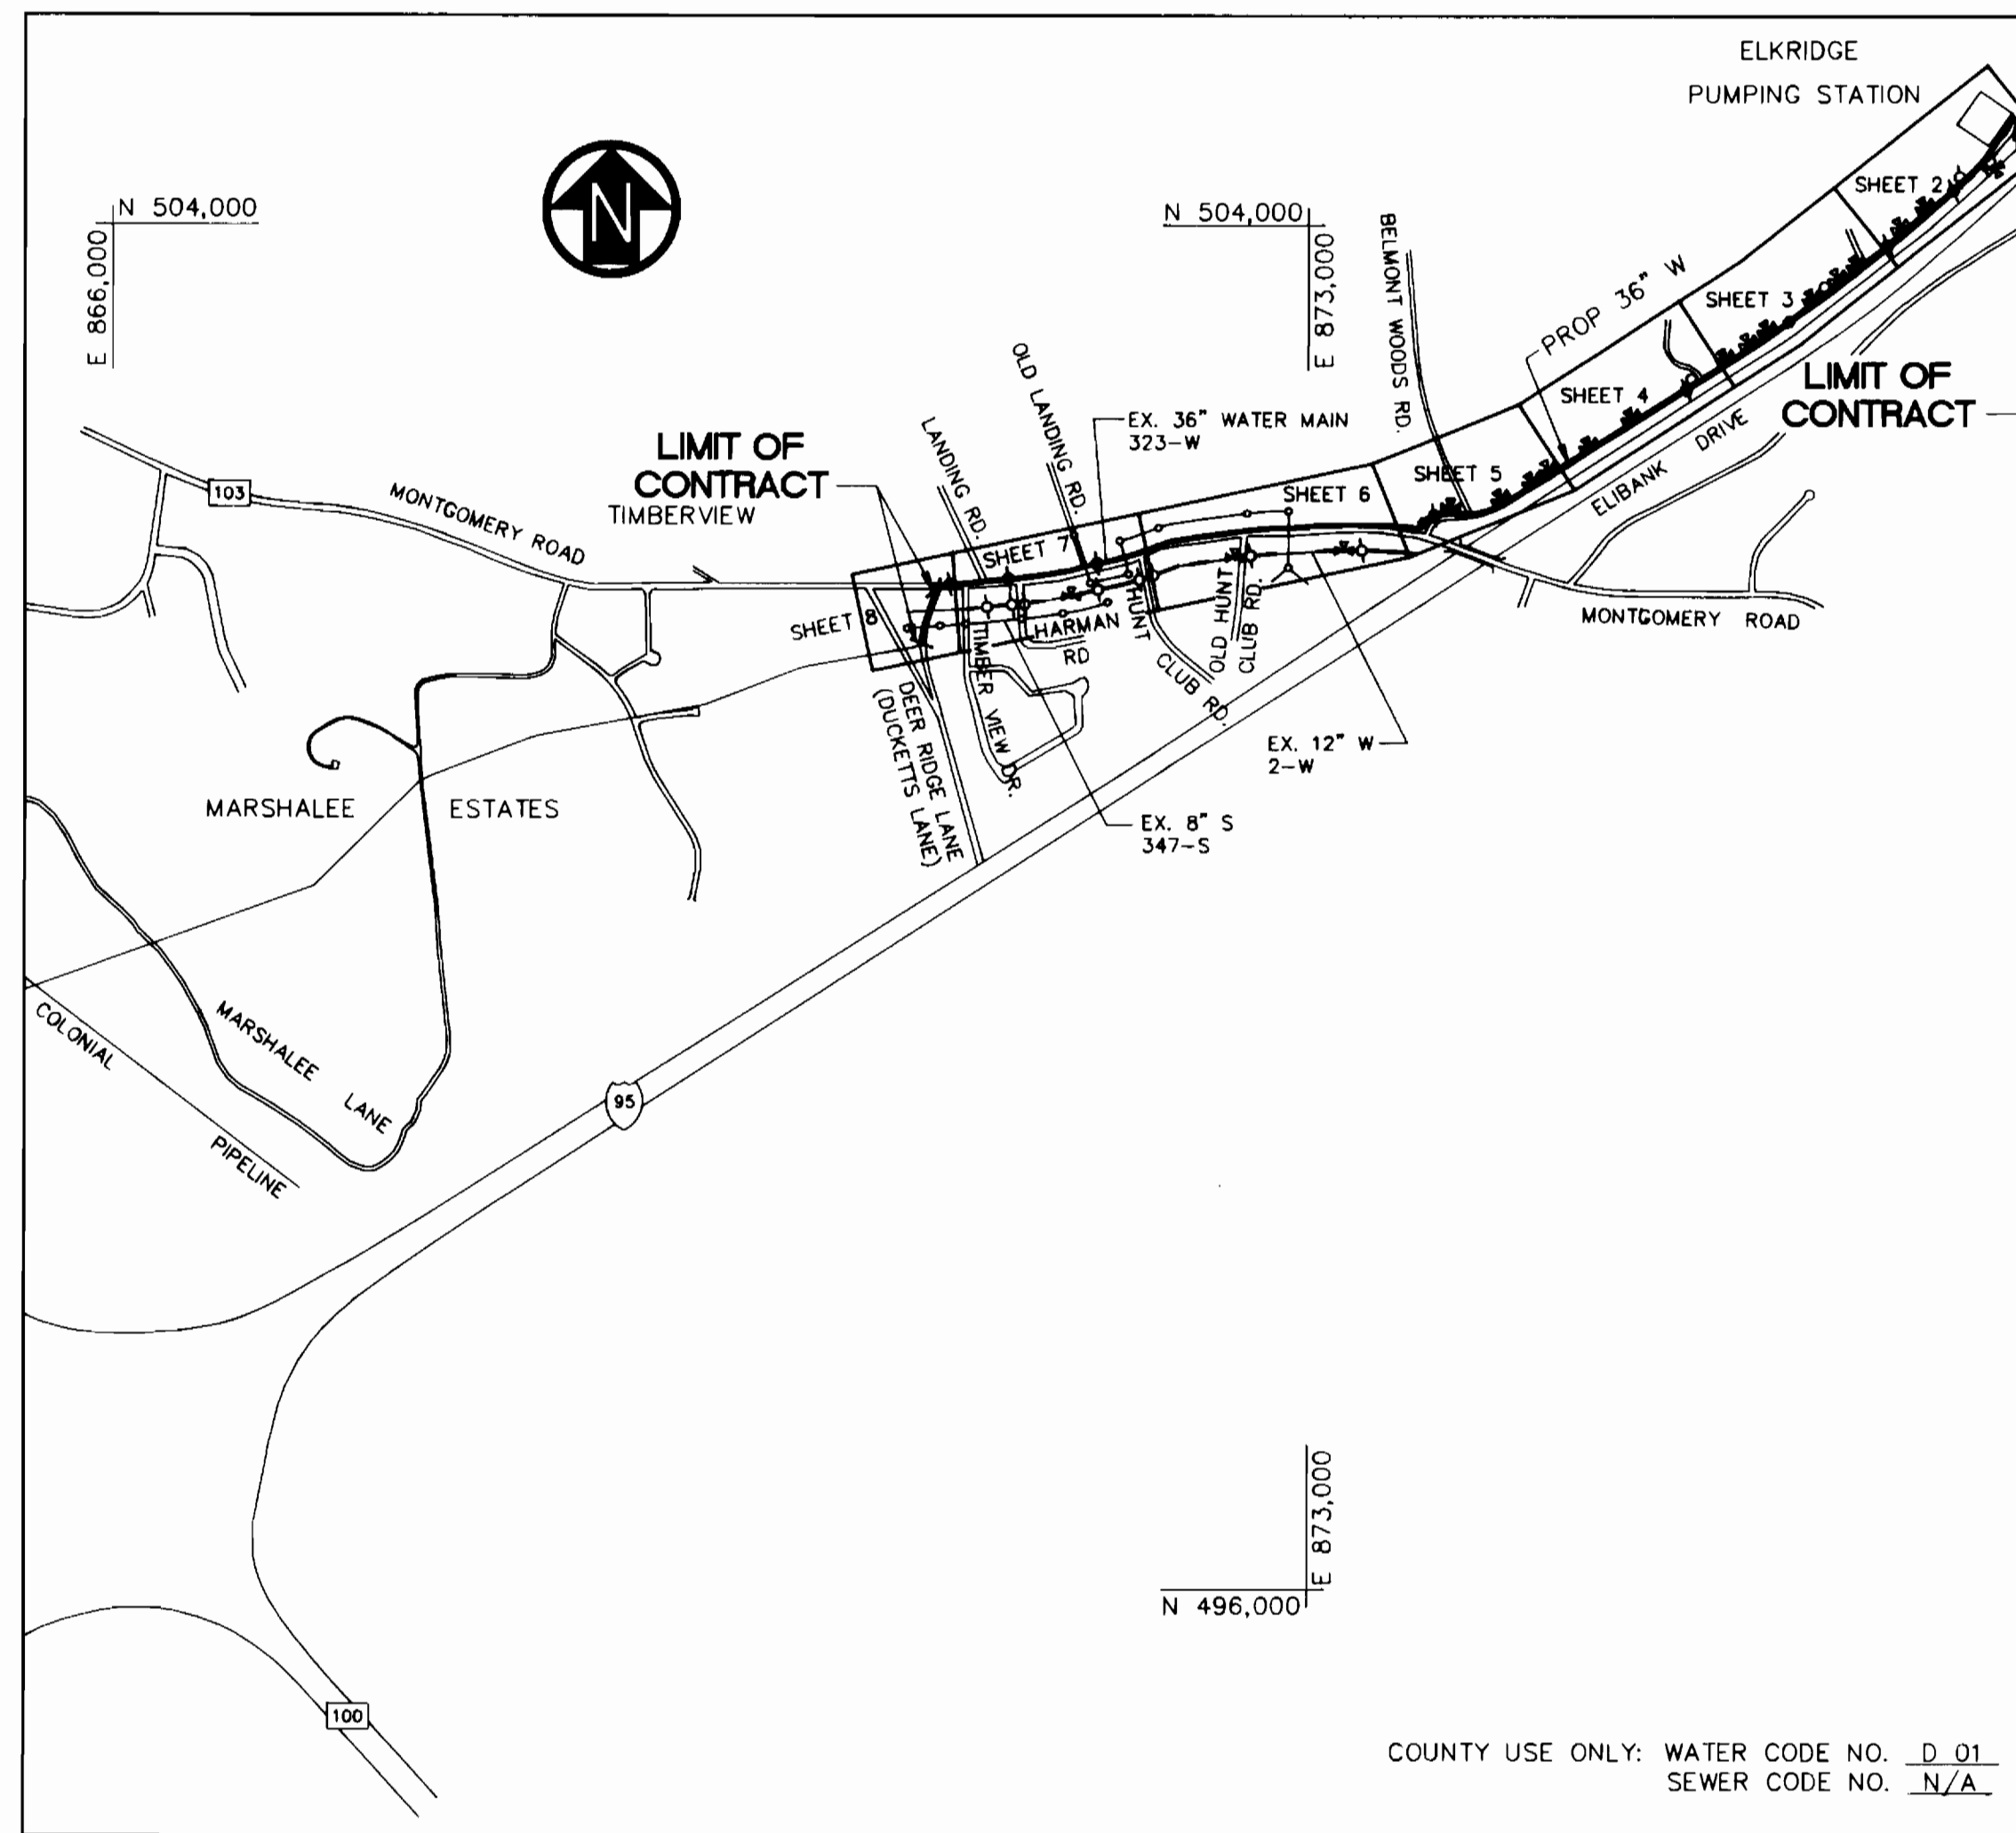 ELKRIDGE
PUMPING STATION
N 504,000
E 866,000
N
N 504,000
E 873,000
BELMONT WOODS RD.
SHEET 2
PROP 36" W
SHEET 3
LIMIT OF
CONTRACT
SHEET 4
ELIBANK DRIVE
OLD LANDING RD.
LANDING RD.
EX. 36" WATER MAIN
323-W
LIMIT OF
CONTRACT
TIMBERVIEW
103
MONTGOMERY ROAD
SHEET 5
SHEET 6
SHEET 7
SHEET 8
MONTGOMERY ROAD
HARMAN
RD
HUNT
CLUB RD.
OLD HUNT
CLUB RD.
TIMBER VIEW DR.
DEER RIDGE LANE
(DUCKETTS LANE)
EX. 12" W
2-W
EX. 8" S
347-S
MARSHALEE ESTATES
MARSHALEE LANE
COLONIAL PIPELINE
95
E 873,000
N 496,000
100
COUNTY USE ONLY: WATER CODE NO. D 01
SEWER CODE NO. N/A